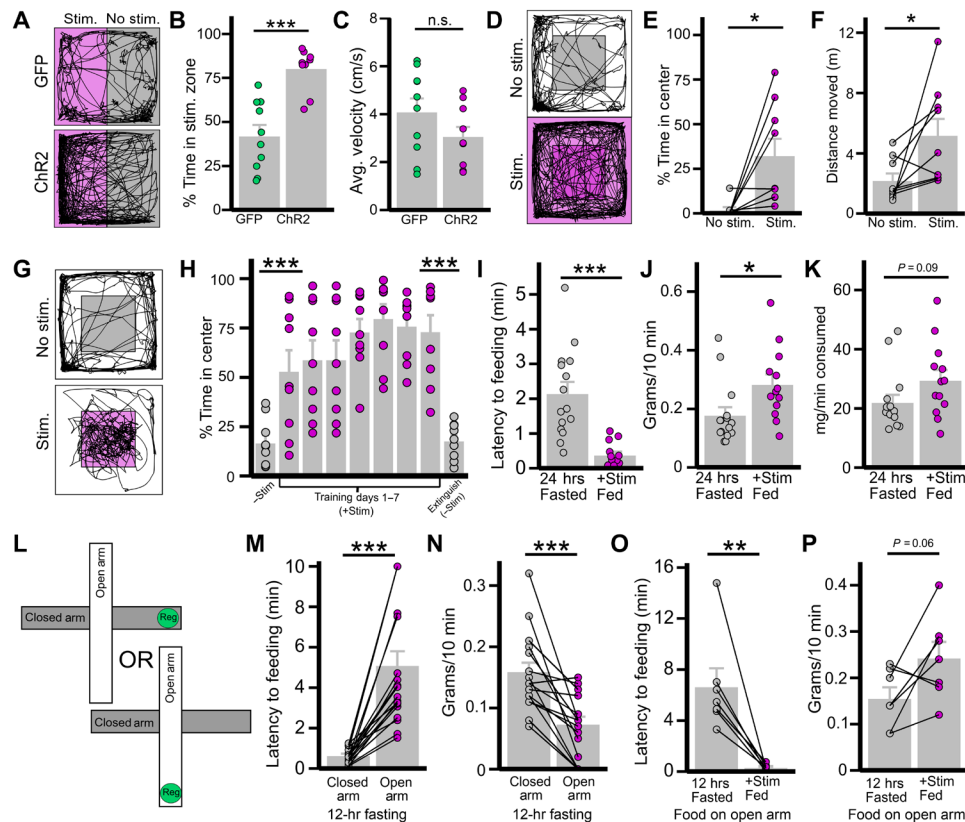 A
Stim. No stim.
GFP
ChR2
B
***
% Time in stim. zone
100
75
50
25
0
GFP ChR2
C
n.s.
Avg. velocity (cm/s)
8
6
4
2
0
GFP ChR2
D
No stim.
Stim.
E
*
% Time in center
100
75
50
25
0
No stim. Stim.
F
*
Distance moved (m)
12
8
4
0
No stim. Stim.
G
No stim.
Stim.
H
*** ***
% Time in center
100
75
50
25
0
–Stim
Training days 1–7
(+Stim)
Extinguish
(–Stim)
I
***
Latency to feeding (min)
5
4
3
2
1
0
24 hrs +Stim
Fasted Fed
J
*
Grams/10 min
0.6
0.4
0.2
0
24 hrs +Stim
Fasted Fed
K
P = 0.09
mg/min consumed
60
40
20
0
24 hrs +Stim
Fasted Fed
L
Open arm
Closed arm
Reg
OR
Open arm
Closed arm
Reg
M
***
Latency to feeding (min)
10
8
6
4
2
0
Closed Open
arm arm
12-hr fasting
N
***
Grams/10 min
0.3
0.2
0.1
0
Closed Open
arm arm
12-hr fasting
O
**
Latency to feeding (min)
16
12
8
4
0
12 hrs +Stim
Fasted Fed
Food on open arm
P
P = 0.06
Grams/10 min
0.4
0.3
0.2
0.1
0
12 hrs +Stim
Fasted Fed
Food on open arm